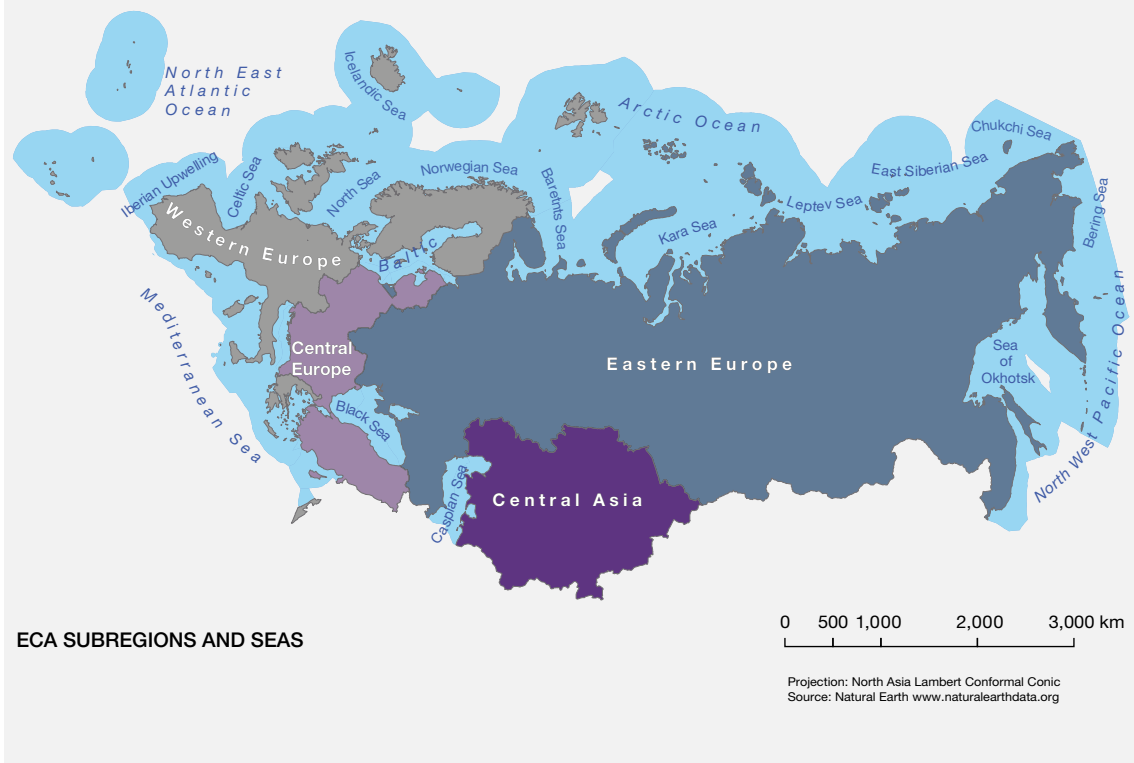 North East
Atlantic
Ocean
Icelandic Sea
Arctic Ocean
Chukchi Sea
Iberian Upwelling
Celtic Sea
North Sea
Norwegian Sea
Baretnts Sea
East Siberian Sea
Leptev Sea
Kara Sea
Bering Sea
Western Europe
Baltic
Mediterranean Sea
Central
Europe
Eastern Europe
Sea
of
Okhotsk
North West Pacific Ocean
Black Sea
Caspian Sea
Central Asia
ECA SUBREGIONS AND SEAS
0 500 1,000 2,000 3,000 km
Projection: North Asia Lambert Conformal Conic
Source: Natural Earth www.naturalearthdata.org